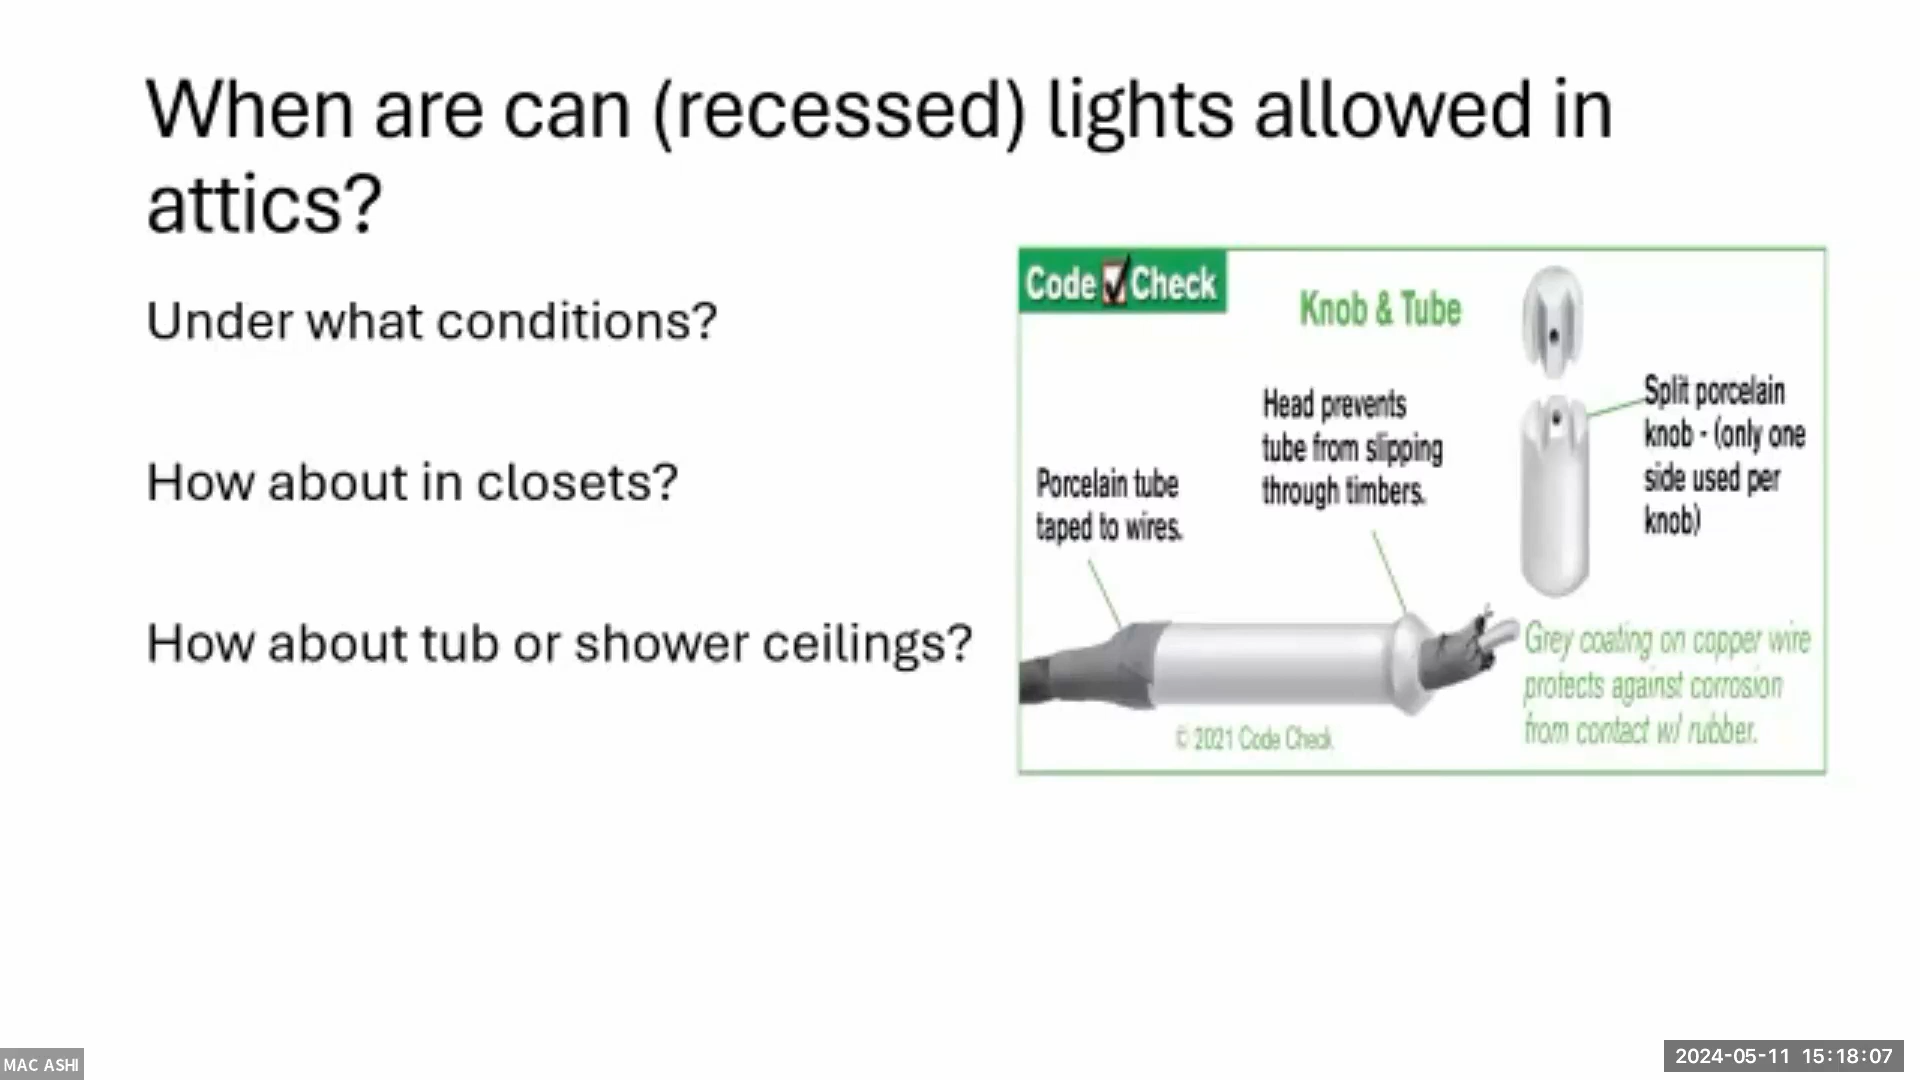 When are can (recessed) lights allowed in
attics?
Under what conditions?
How about in closets?
How about tub or shower ceilings?
Code Check
Knob & Tube
Head prevents
tube from slipping
through timbers.
Split porcelain
knob - (only one
side used per
knob)
Porcelain tube
taped to wires.
Grey coating on copper wire
protects against corrosion
from contact w/ rubber.
© 2021 Code Check
MAC ASHI
2024-05-11 15:18:07